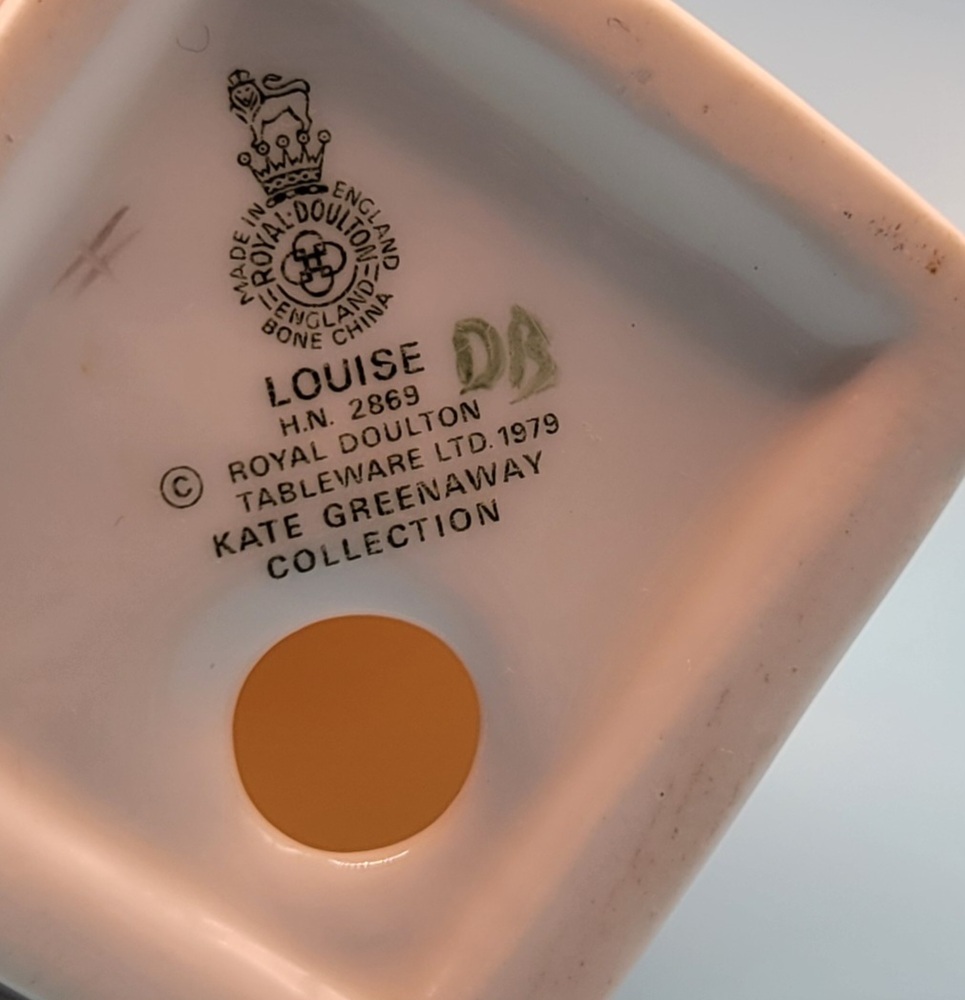 MADE IN ENGLAND
ROYAL·DOULTON
ENGLAND
BONE CHINA
LOUISE
DB
H.N. 2869
© ROYAL DOULTON
TABLEWARE LTD. 1979
KATE GREENAWAY
COLLECTION